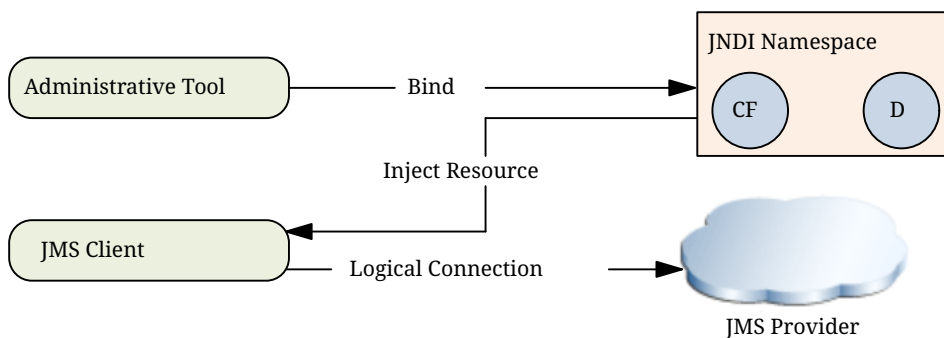 JNDI Namespace
Administrative Tool
Bind
CF
D
Inject Resource
JMS Client
Logical Connection
JMS Provider